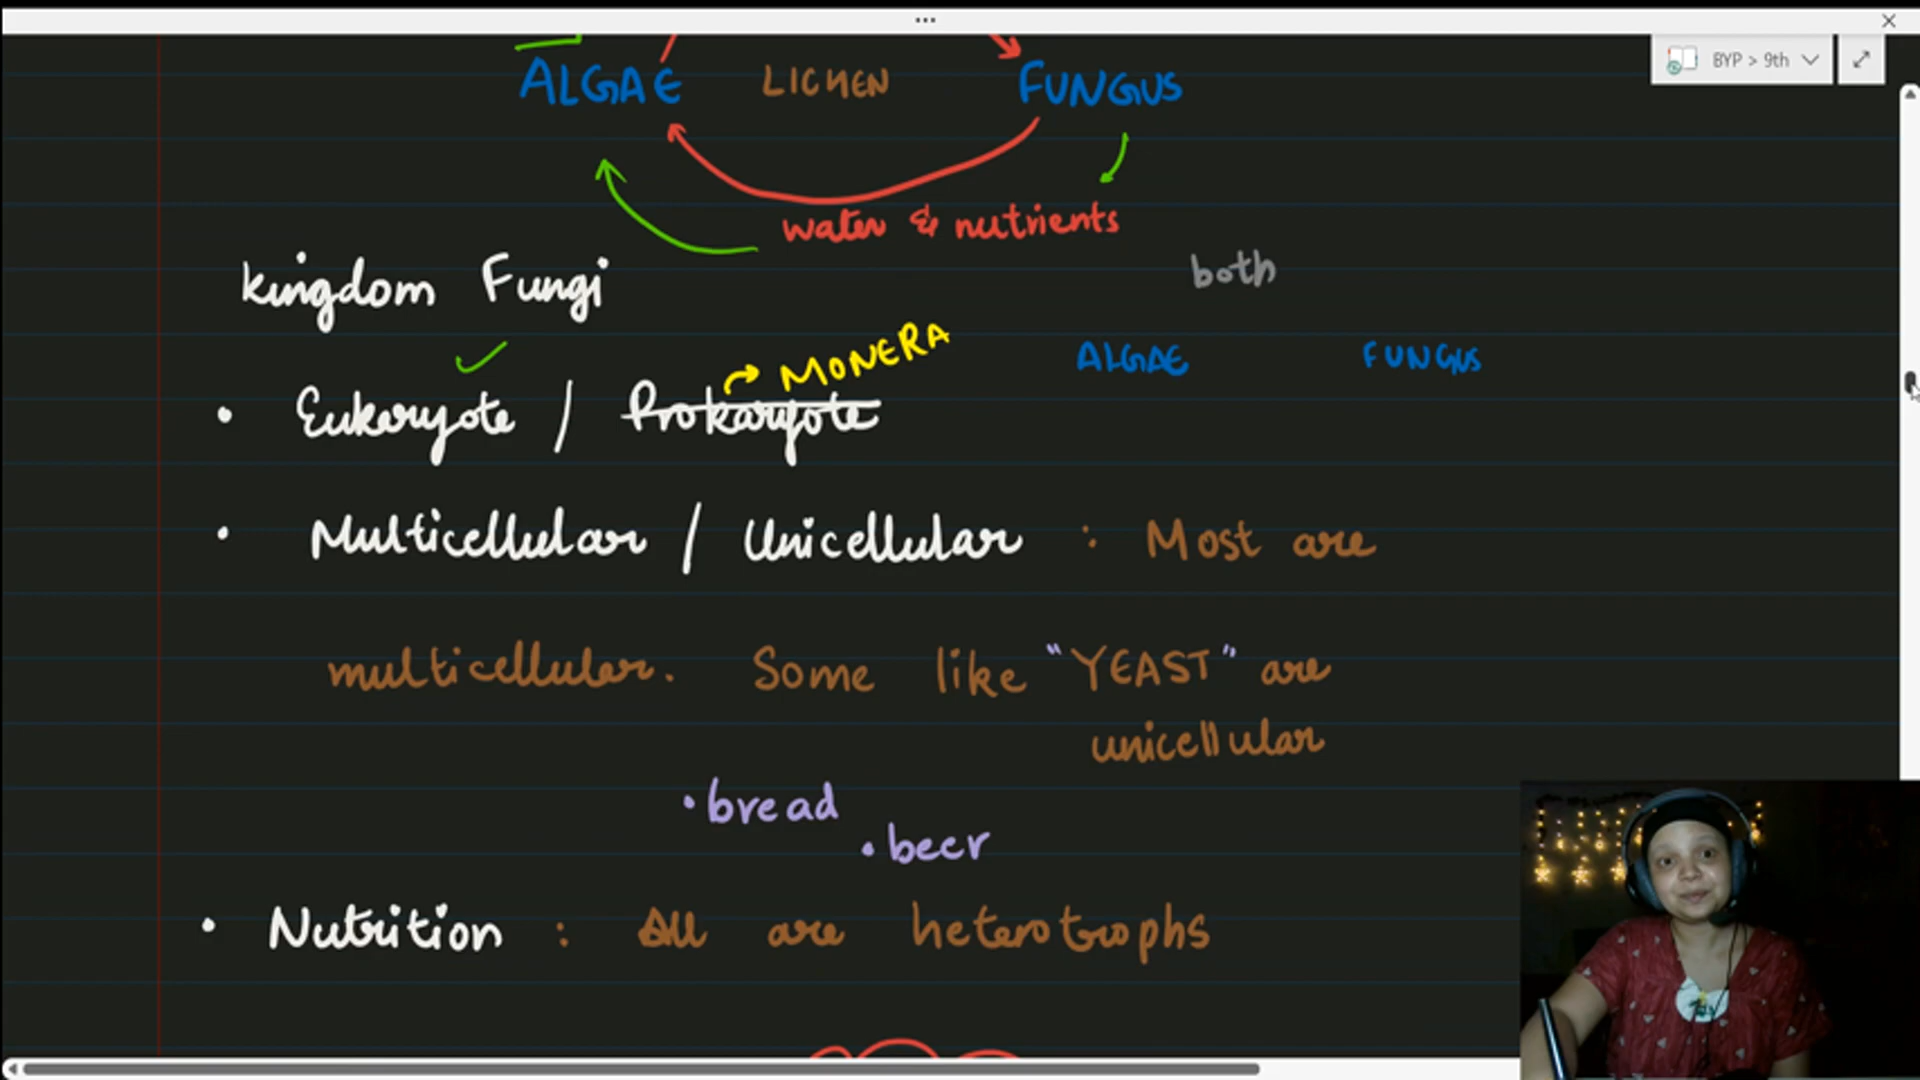 ...
BYP > 9th
ALGAE LICHEN FUNGUS
water & nutrients
kingdom Fungi
both
MONERA
ALGAE FUNGUS
• Eukaryote / Prokaryote
• Multicellular / Unicellular : Most are
multicellular. Some like "YEAST" are
unicellular
• bread
• beer
• Nutrition : All are heterotrophs